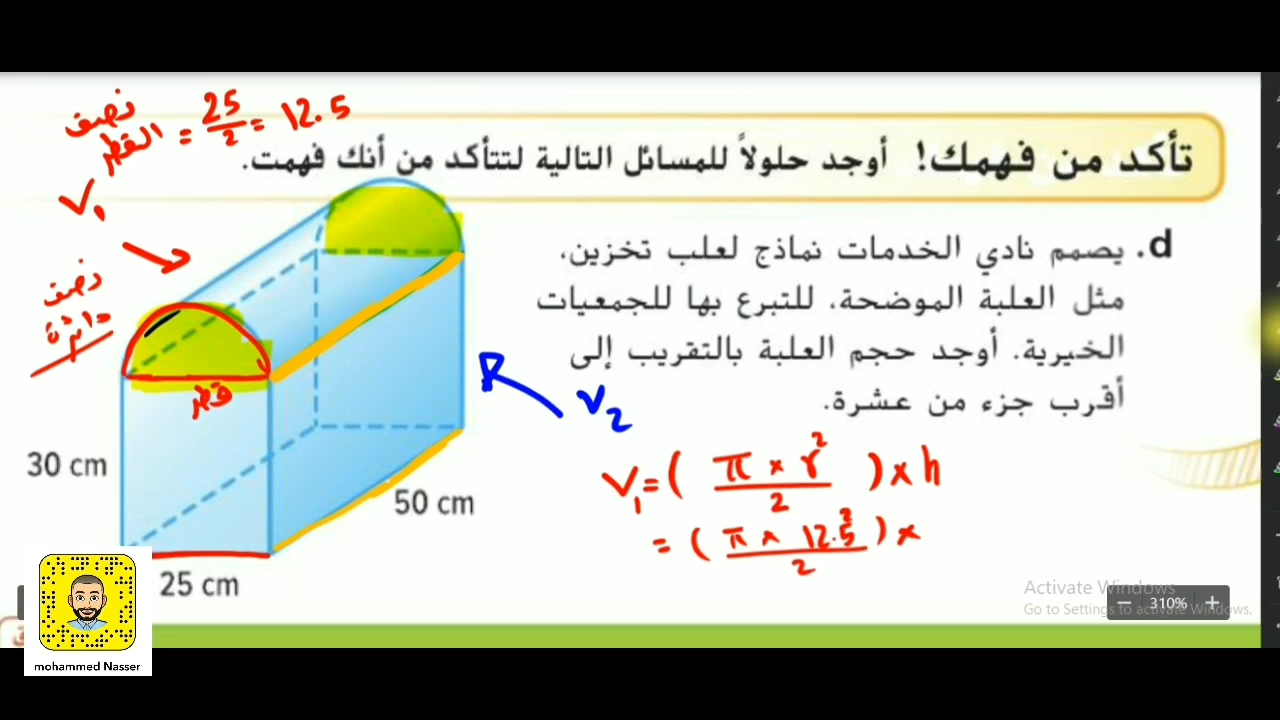 نصف
القطر = 25/2 = 12.5
تأكد من فهمك! أوجد حلولاً للمسائل التالية لتتأكد من أنك فهمت.
V₁
نصف
دائرة
قطر
d. يصمم نادي الخدمات نماذج لعلب تخزين،
مثل العلبة الموضحة، للتبرع بها للجمعيات
الخيرية. أوجد حجم العلبة بالتقريب إلى
أقرب جزء من عشرة.
V₂
30 cm
50 cm
25 cm
V₁ = ( π × r² / 2 ) × h
= ( π × 12.5² / 2 ) ×
Activate Windows
Go to Settings to activate Windows.
− 310% +
mohammed Nasser